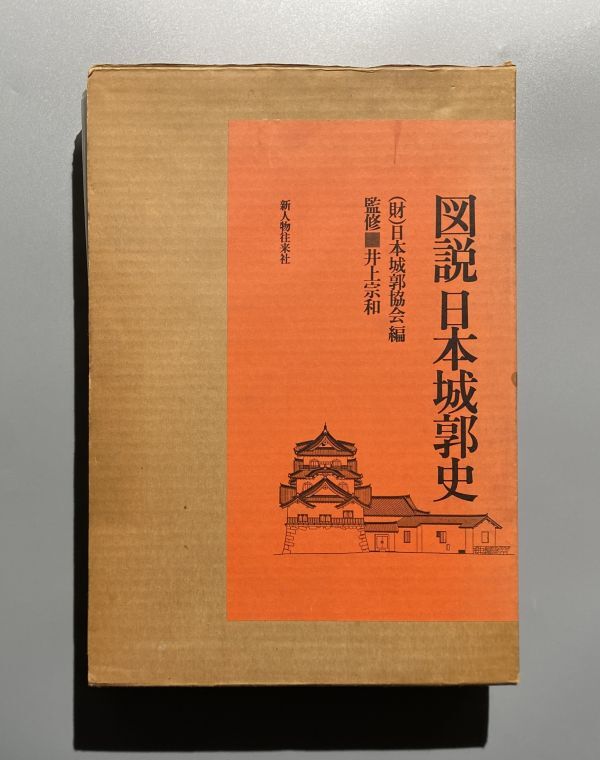 図説 日本城郭史
(財)日本城郭協会 編
監修■井上宗和
新人物往来社